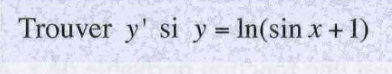 Trouver y' si y = ln(sin x + 1)